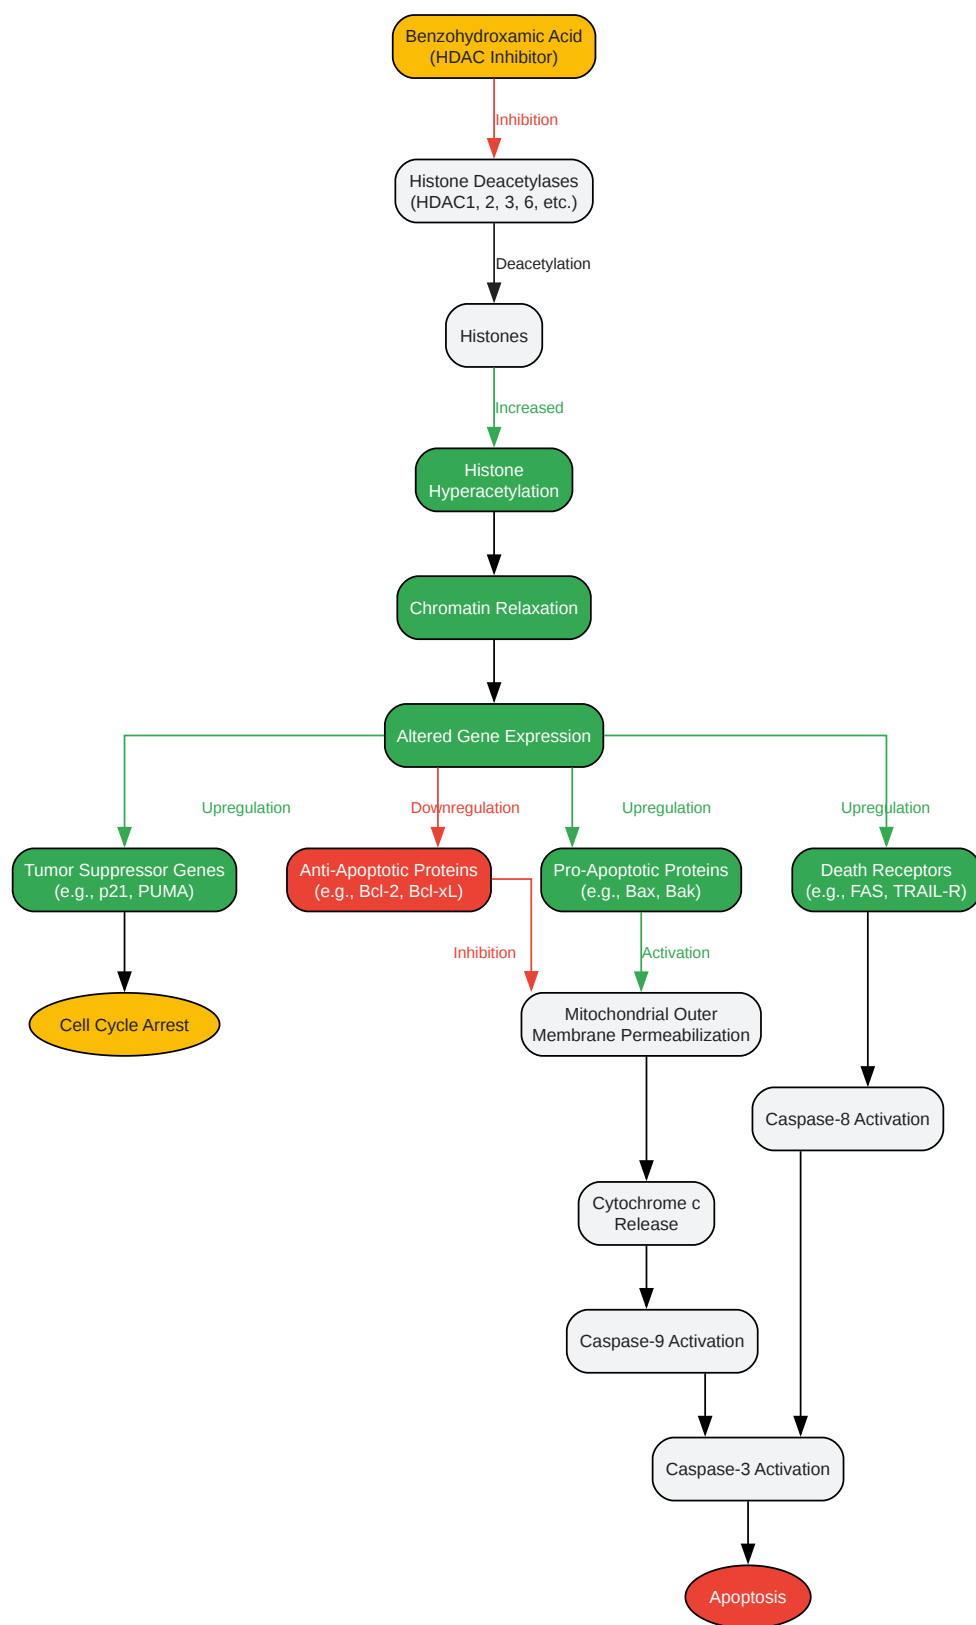 Benzohydroxamic Acid
(HDAC Inhibitor)
Inhibition
Histone Deacetylases
(HDAC1, 2, 3, 6, etc.)
Deacetylation
Histones
Increased
Histone
Hyperacetylation
Chromatin Relaxation
Altered Gene Expression
Upregulation
Downregulation
Upregulation
Upregulation
Tumor Suppressor Genes
(e.g., p21, PUMA)
Anti-Apoptotic Proteins
(e.g., Bcl-2, Bcl-xL)
Pro-Apoptotic Proteins
(e.g., Bax, Bak)
Death Receptors
(e.g., FAS, TRAIL-R)
Inhibition
Activation
Cell Cycle Arrest
Mitochondrial Outer
Membrane Permeabilization
Caspase-8 Activation
Cytochrome c
Release
Caspase-9 Activation
Caspase-3 Activation
Apoptosis